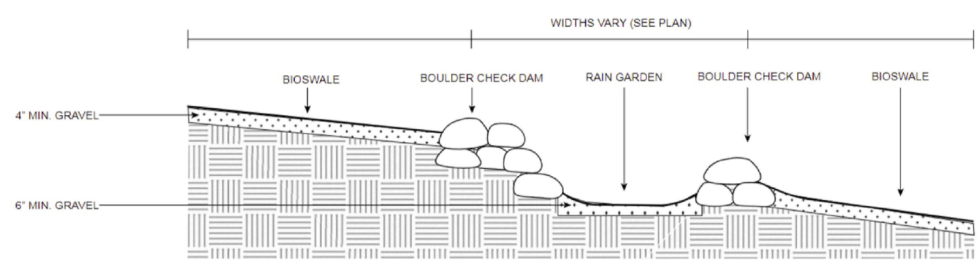 WIDTHS VARY (SEE PLAN)
BIOSWALE
BOULDER CHECK DAM
RAIN GARDEN
BOULDER CHECK DAM
BIOSWALE
4" MIN. GRAVEL
6" MIN. GRAVEL